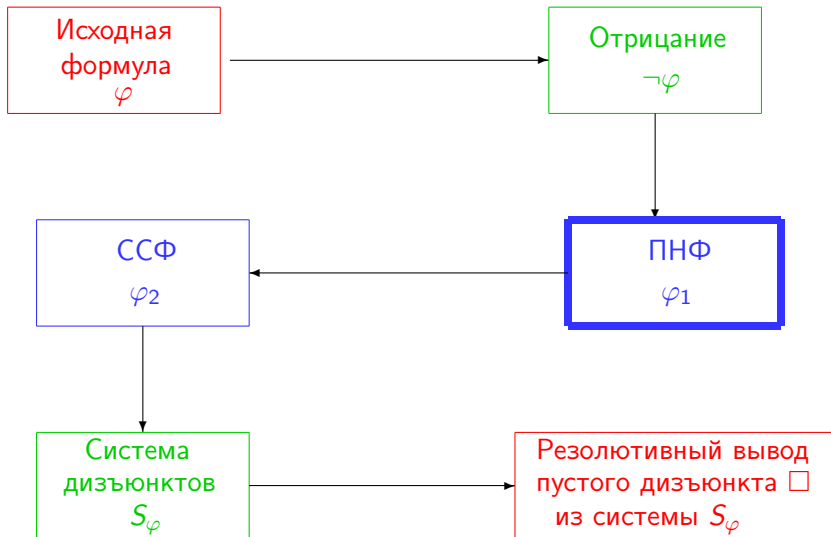 Исходная
формула
φ
Отрицание
¬φ
ССФ
φ₂
ПНФ
φ₁
Система
дизъюнктов
Sφ
Резолютивный вывод
пустого дизъюнкта □
из системы Sφ